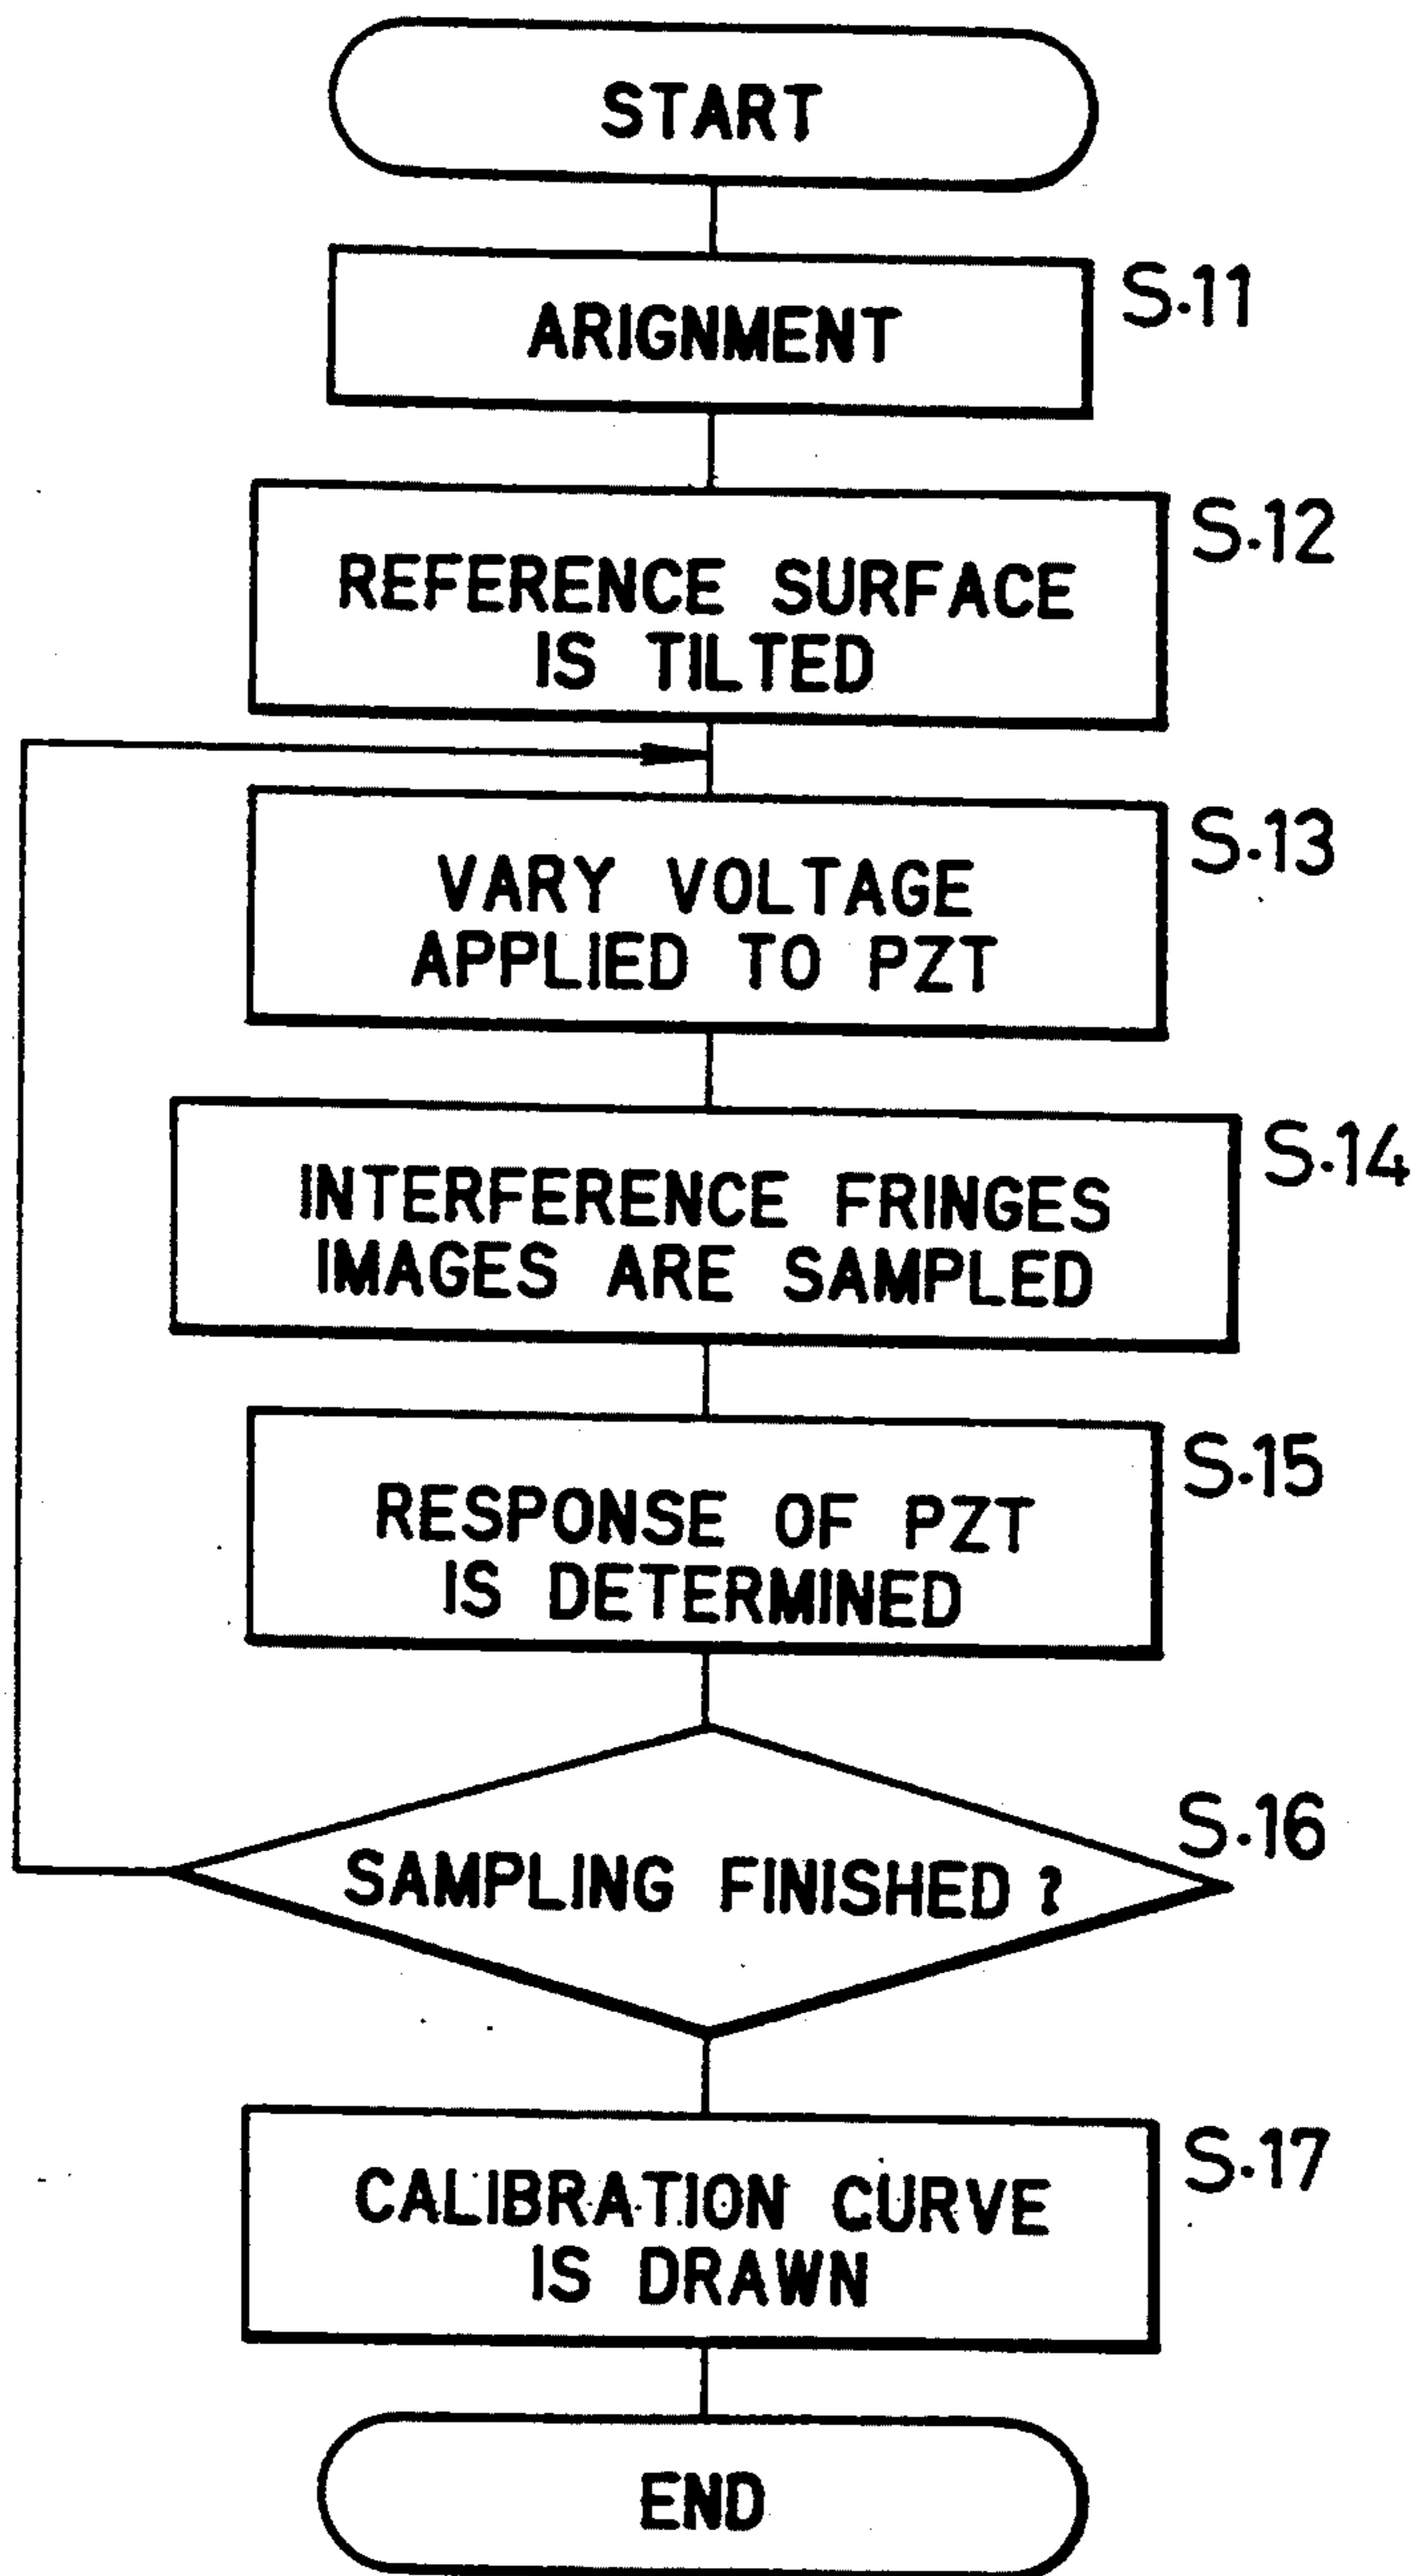 START
ARIGNMENT
S.11
REFERENCE SURFACE
IS TILTED
S.12
VARY VOLTAGE
APPLIED TO PZT
S.13
INTERFERENCE FRINGES
IMAGES ARE SAMPLED
S.14
RESPONSE OF PZT
IS DETERMINED
S.15
SAMPLING FINISHED ?
S.16
CALIBRATION CURVE
IS DRAWN
S.17
END